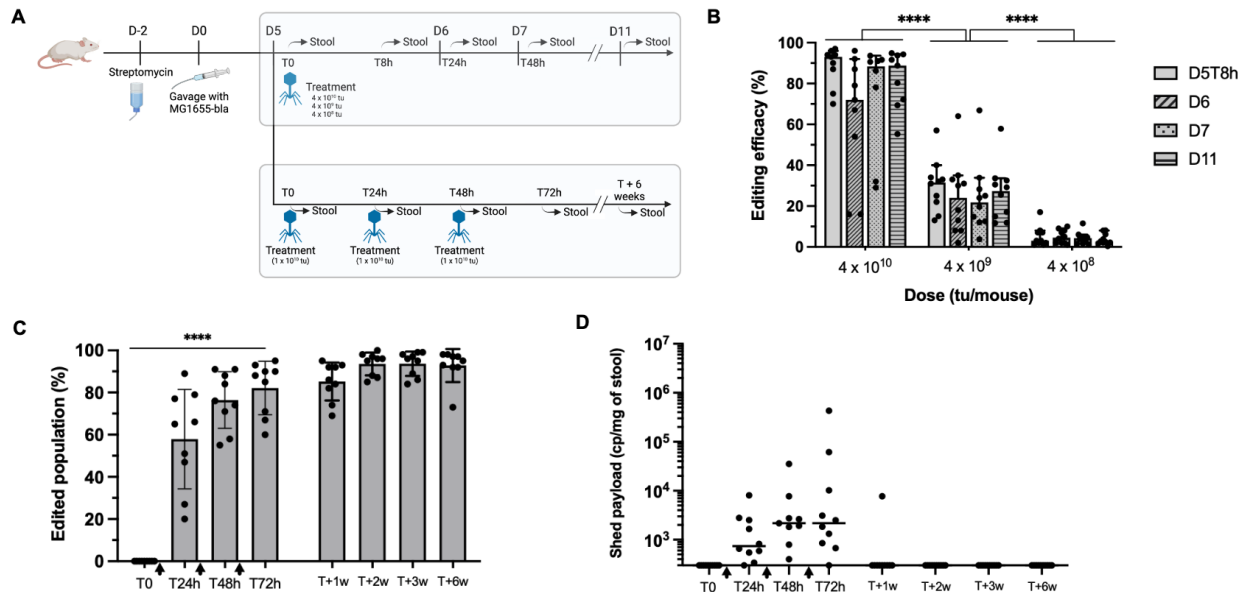 A
D-2
D0
D5
Stool
Stool
D6
Stool
D7
Stool
D11
Stool
T0
T8h
T24h
T48h
Streptomycin
Gavage with
MG1655-bla
Treatment
4 x 10¹⁰ tu
4 x 10⁹ tu
4 x 10⁸ tu
T0
T24h
T48h
T72h
T + 6
weeks
Stool
Stool
Stool
Stool
Stool
Treatment
(1 x 10¹⁰ tu)
Treatment
(1 x 10¹⁰ tu)
Treatment
(1 x 10¹⁰ tu)
B
****
****
Editing efficacy (%)
100
80
60
40
20
0
4 x 10¹⁰
4 x 10⁹
4 x 10⁸
Dose (tu/mouse)
D5T8h
D6
D7
D11
C
****
Edited population (%)
100
80
60
40
20
0
T0
T24h
T48h
T72h
T+1w
T+2w
T+3w
T+6w
D
Shed payload (cp/mg of stool)
10⁷
10⁶
10⁵
10⁴
10³
T0
T24h
T48h
T72h
T+1w
T+2w
T+3w
T+6w